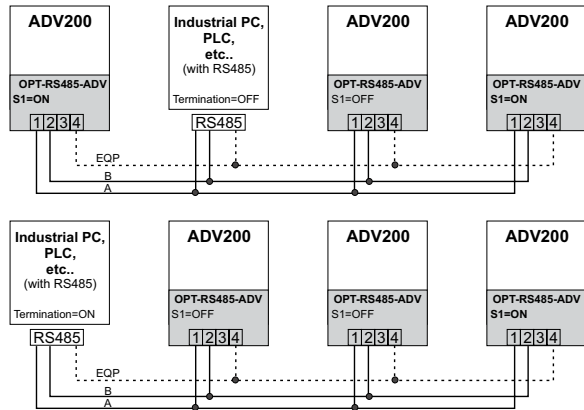 ADV200
OPT-RS485-ADV
S1=ON
1 2 3 4
Industrial PC,
PLC,
etc..
(with RS485)
Termination=OFF
RS485
ADV200
OPT-RS485-ADV
S1=OFF
1 2 3 4
ADV200
OPT-RS485-ADV
S1=ON
1 2 3 4
EQP
B
A
Industrial PC,
PLC,
etc..
(with RS485)
Termination=ON
RS485
ADV200
OPT-RS485-ADV
S1=OFF
1 2 3 4
ADV200
OPT-RS485-ADV
S1=OFF
1 2 3 4
ADV200
OPT-RS485-ADV
S1=ON
1 2 3 4
EQP
B
A